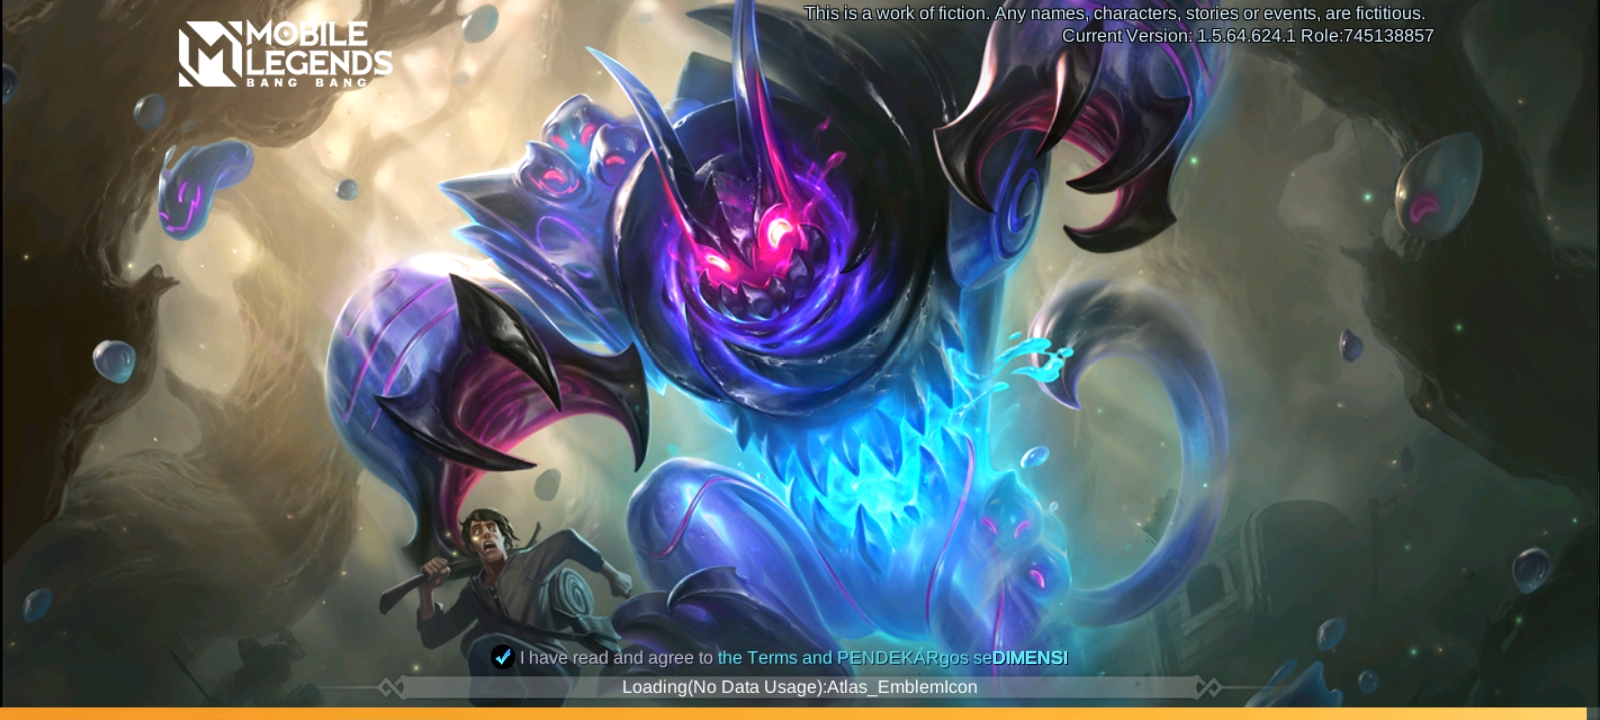 MOBILE
LEGENDS
BANG BANG
This is a work of fiction. Any names, characters, stories or events, are fictitious.
Current Version: 1.5.64.624.1 Role:745138857
I have read and agree to the Terms and PENDEKARgos seDIMENSI
Loading(No Data Usage):Atlas_EmblemIcon